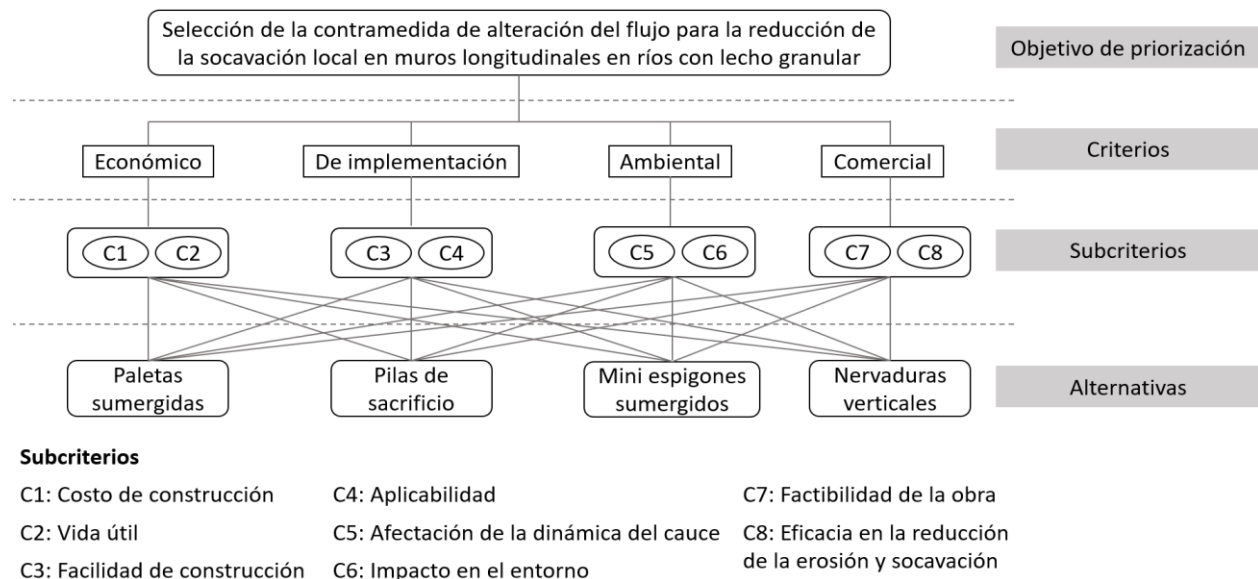 Selección de la contramedida de alteración del flujo para la reducción de
la socavación local en muros longitudinales en ríos con lecho granular
Objetivo de priorización
Económico
De implementación
Ambiental
Comercial
Criterios
C1
C2
C3
C4
C5
C6
C7
C8
Subcriterios
Paletas
sumergidas
Pilas de
sacrificio
Mini espigones
sumergidos
Nervaduras
verticales
Alternativas
Subcriterios
C1: Costo de construcción
C2: Vida útil
C3: Facilidad de construcción
C4: Aplicabilidad
C5: Afectación de la dinámica del cauce
C6: Impacto en el entorno
C7: Factibilidad de la obra
C8: Eficacia en la reducción
de la erosión y socavación